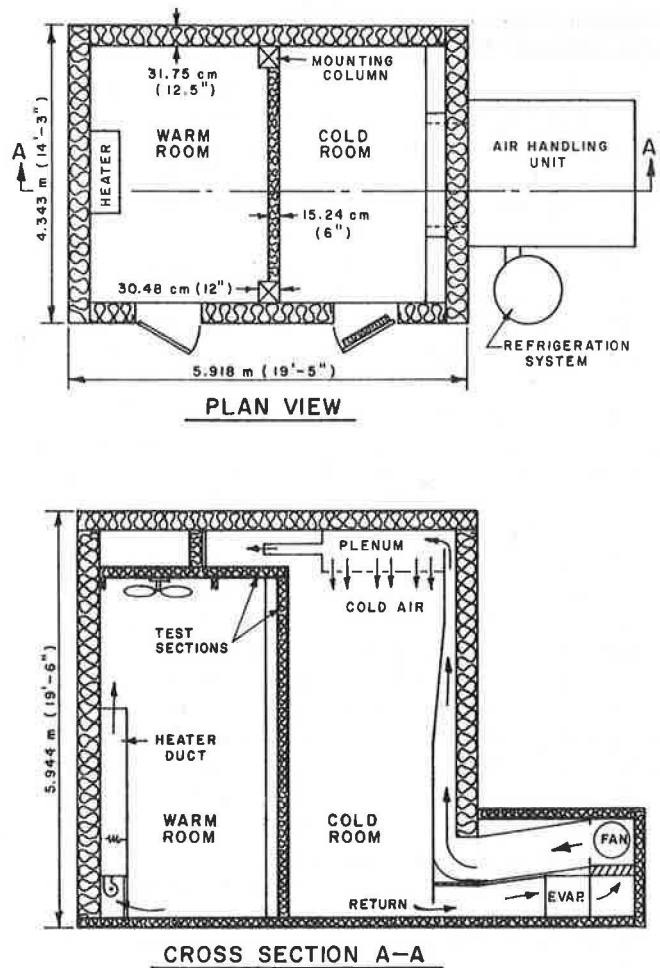 31.75 cm
(12.5")
MOUNTING
COLUMN
WARM
ROOM
COLD
ROOM
AIR HANDLING
UNIT
A
A
4.343 m (14'-3")
HEATER
15.24 cm
(6")
30.48 cm (12")
REFRIGERATION
SYSTEM
5.918 m (19'-5")
PLAN VIEW
PLENUM
COLD AIR
TEST
SECTIONS
5.944 m (19'-6")
HEATER
DUCT
WARM
ROOM
COLD
ROOM
FAN
RETURN
EVAP.
CROSS SECTION A-A